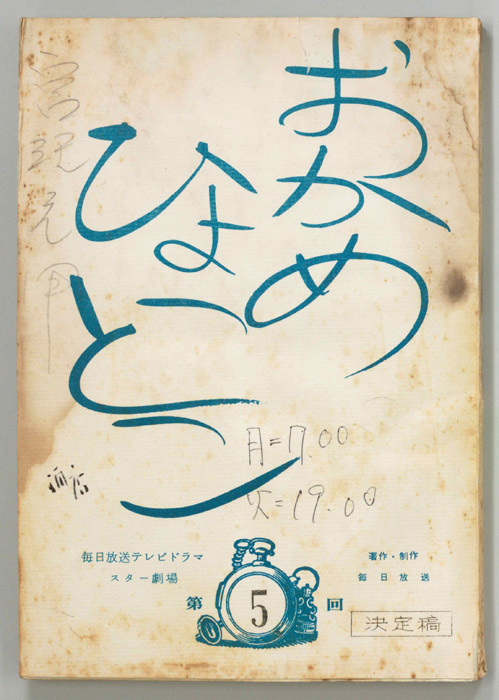 おかめ
ひょっとこ
月=17.00
火=19.00
毎日放送テレビドラマ
スター劇場
第5回
著作・制作
毎日放送
決定稿